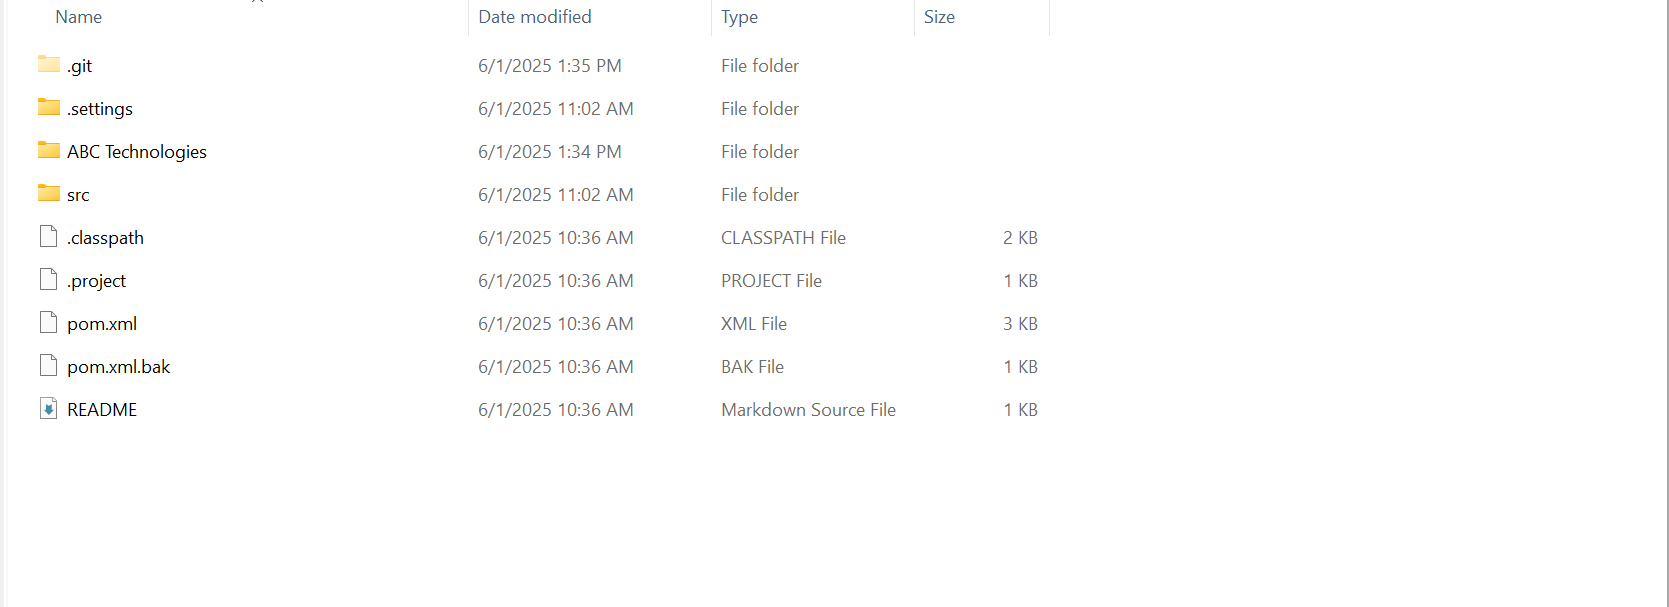 Name Date modified Type Size
.git 6/1/2025 1:35 PM File folder
.settings 6/1/2025 11:02 AM File folder
ABC Technologies 6/1/2025 1:34 PM File folder
src 6/1/2025 11:02 AM File folder
.classpath 6/1/2025 10:36 AM CLASSPATH File 2 KB
.project 6/1/2025 10:36 AM PROJECT File 1 KB
pom.xml 6/1/2025 10:36 AM XML File 3 KB
pom.xml.bak 6/1/2025 10:36 AM BAK File 1 KB
README 6/1/2025 10:36 AM Markdown Source File 1 KB